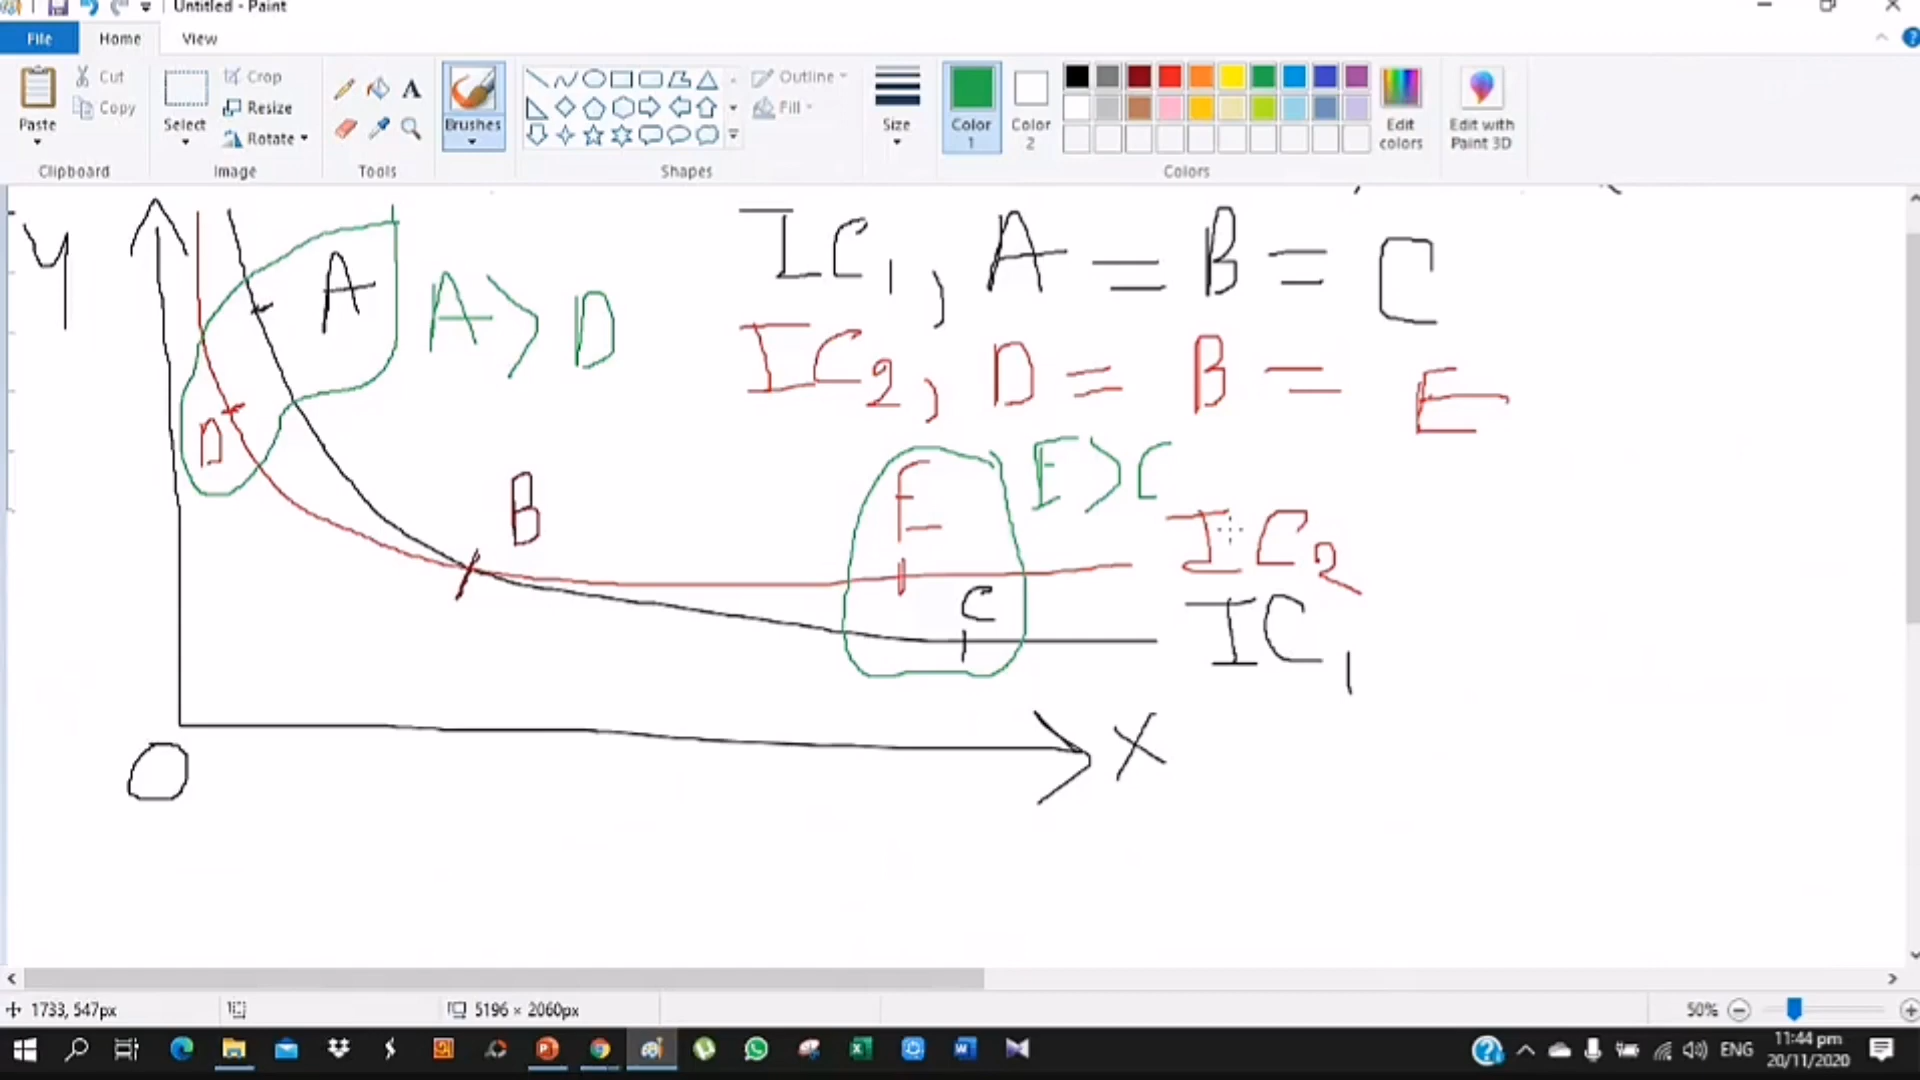 Untitled - Paint
File Home View
Paste
Cut
Copy
Clipboard
Select
Crop
Resize
Rotate
Image
Tools
Brushes
Outline
Fill
Shapes
Size
Color 1
Color 2
Edit colors
Colors
Edit with Paint 3D
Y
A
A > D
IC1, A = B = C
IC2, D = B = E
D
B
E
E > C
C
IC2
IC1
O
X
1733, 547px
5196 × 2060px
50%
ENG
11:44 pm
20/11/2020